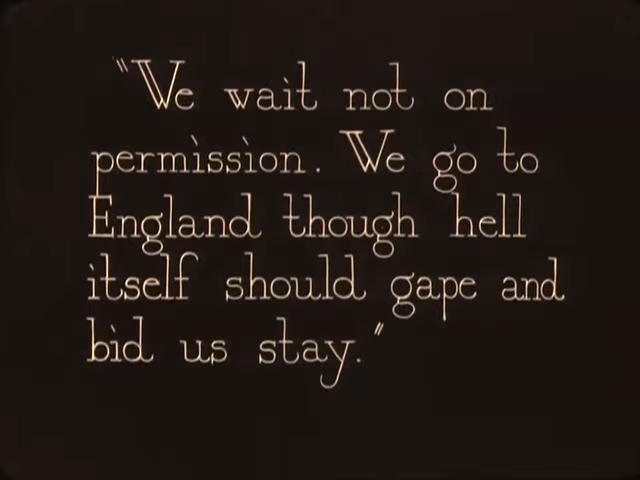 "We wait not on
permission. We go to
England though hell
itself should gape and
bid us stay."